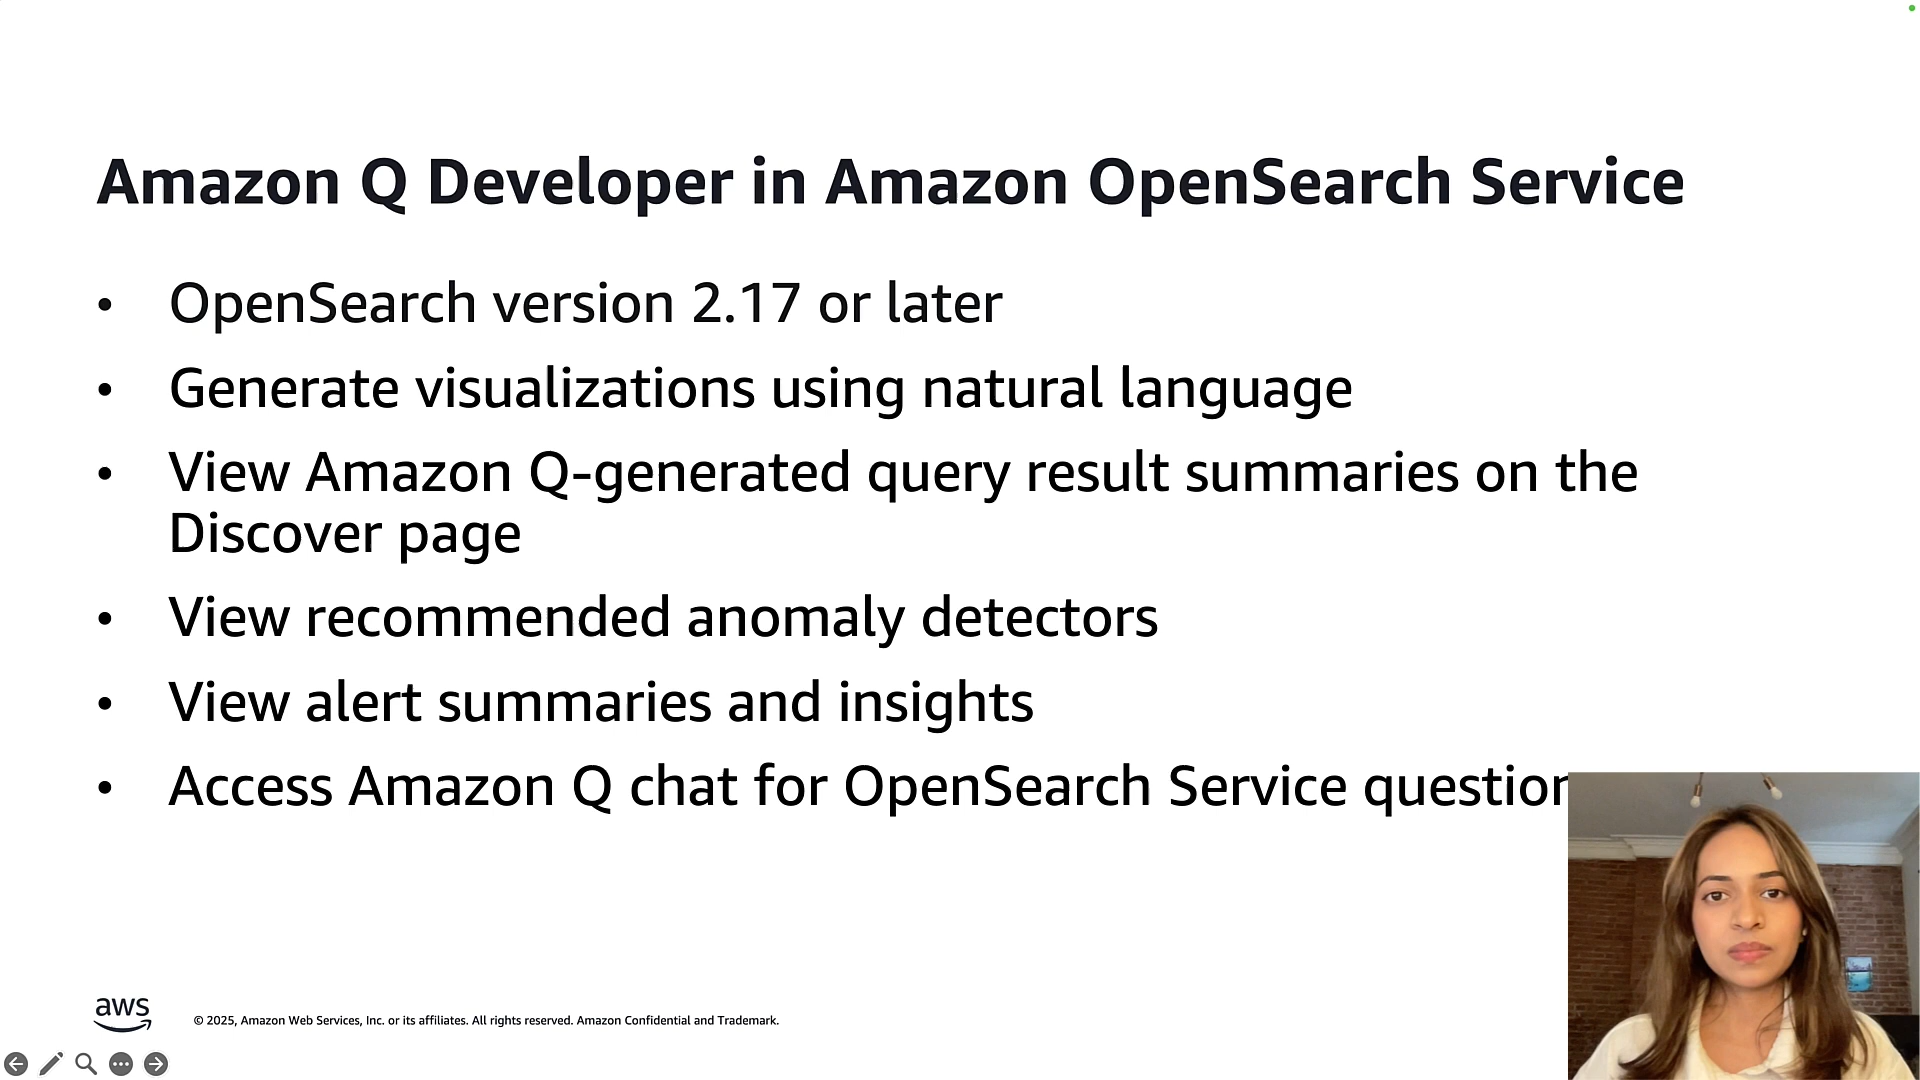 Amazon Q Developer in Amazon OpenSearch Service
• OpenSearch version 2.17 or later
• Generate visualizations using natural language
• View Amazon Q-generated query result summaries on the
Discover page
• View recommended anomaly detectors
• View alert summaries and insights
• Access Amazon Q chat for OpenSearch Service
aws
© 2025, Amazon Web Services, Inc. or its affiliates. All rights reserved. Amazon Confidential and Trademark.